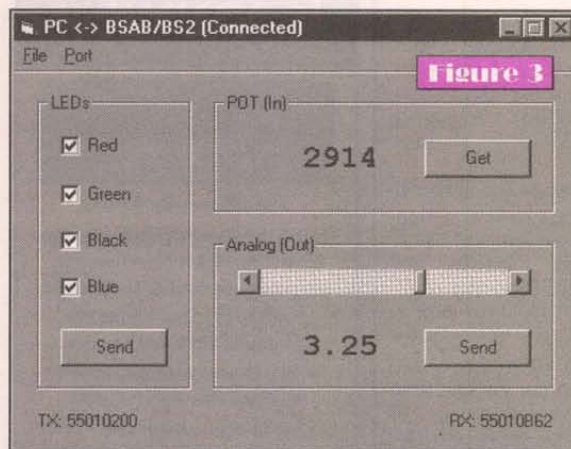 PC <-> BSAB/BS2 (Connected)
File Port
Figure 3
LEDs
Red
Green
Black
Blue
Send
POT (In)
2914
Get
Analog (Out)
3.25
Send
TX: 55010200
RX: 55010B62